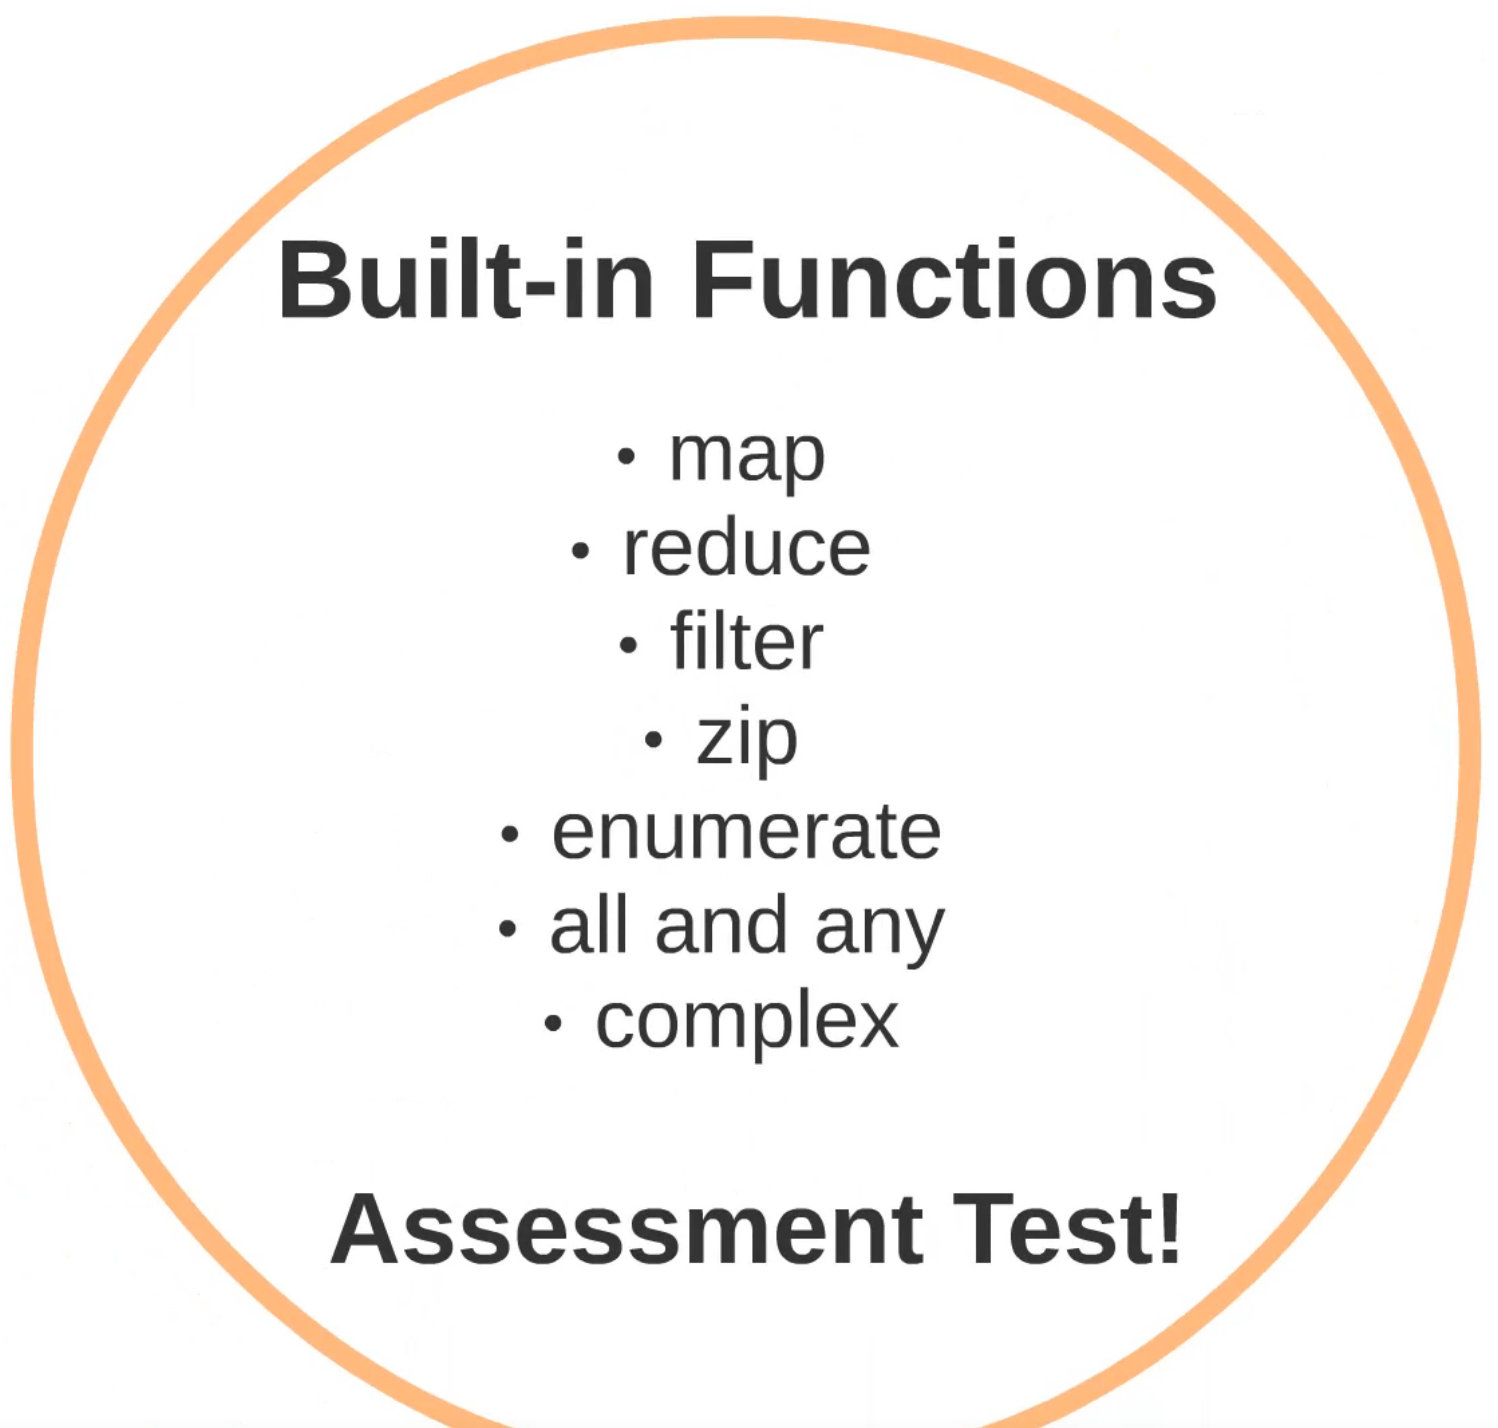 Built-in Functions
• map
• reduce
• filter
• zip
• enumerate
• all and any
• complex
Assessment Test!